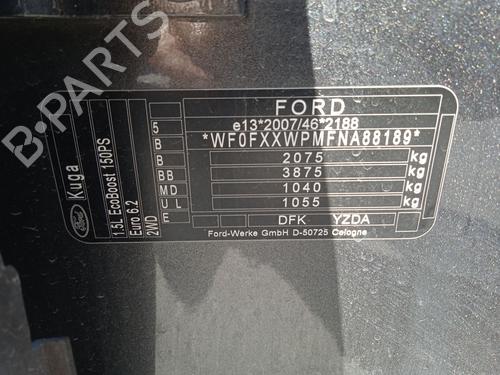 FORD
e13*2007/46*2188
*WF0FXXWPMFNA88189*
2075 kg
3875 kg
1040 kg
1055 kg
DFK YZDA
Ford-Werke GmbH D-50725 Cologne
5
B
B
BB
MD
U L
E
Ford
Kuga
1.5L EcoBoost 150PS
Euro 6.2
2WD